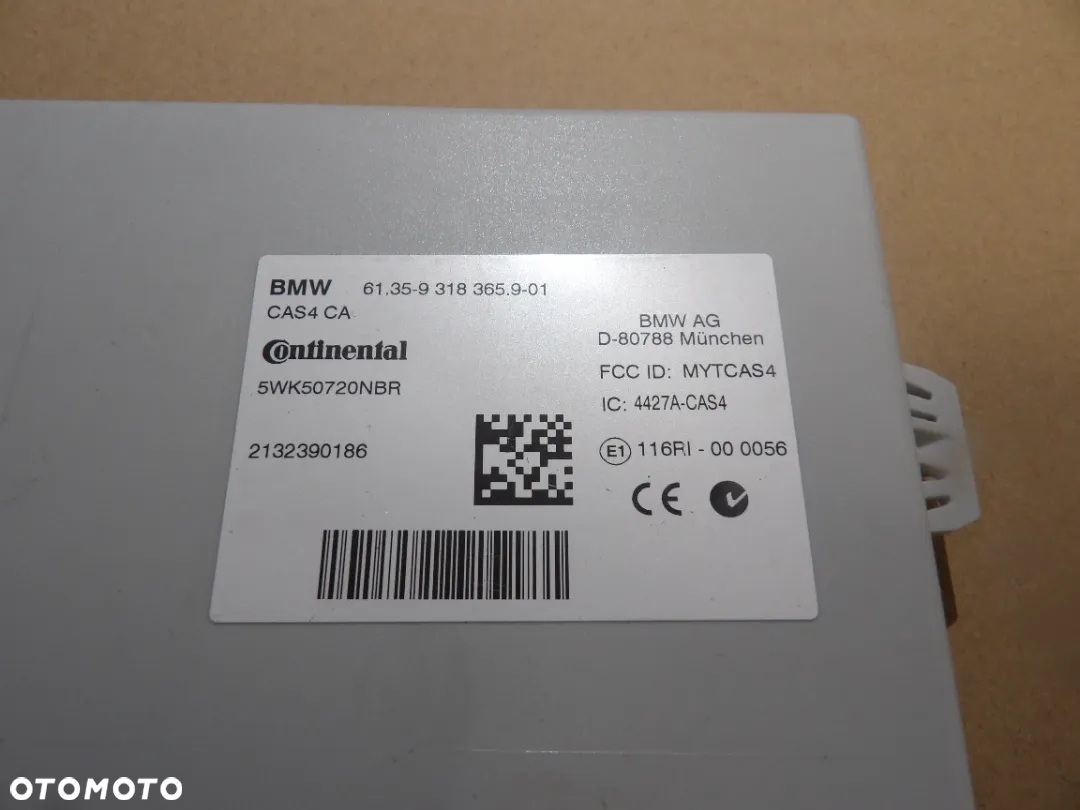 BMW 61.35-9 318 365.9-01
CAS4 CA
Continental
5WK50720NBR
2132390186
BMW AG
D-80788 München
FCC ID: MYTCAS4
IC: 4427A-CAS4
E1 116RI - 00 0056
CE
OTOMOTO